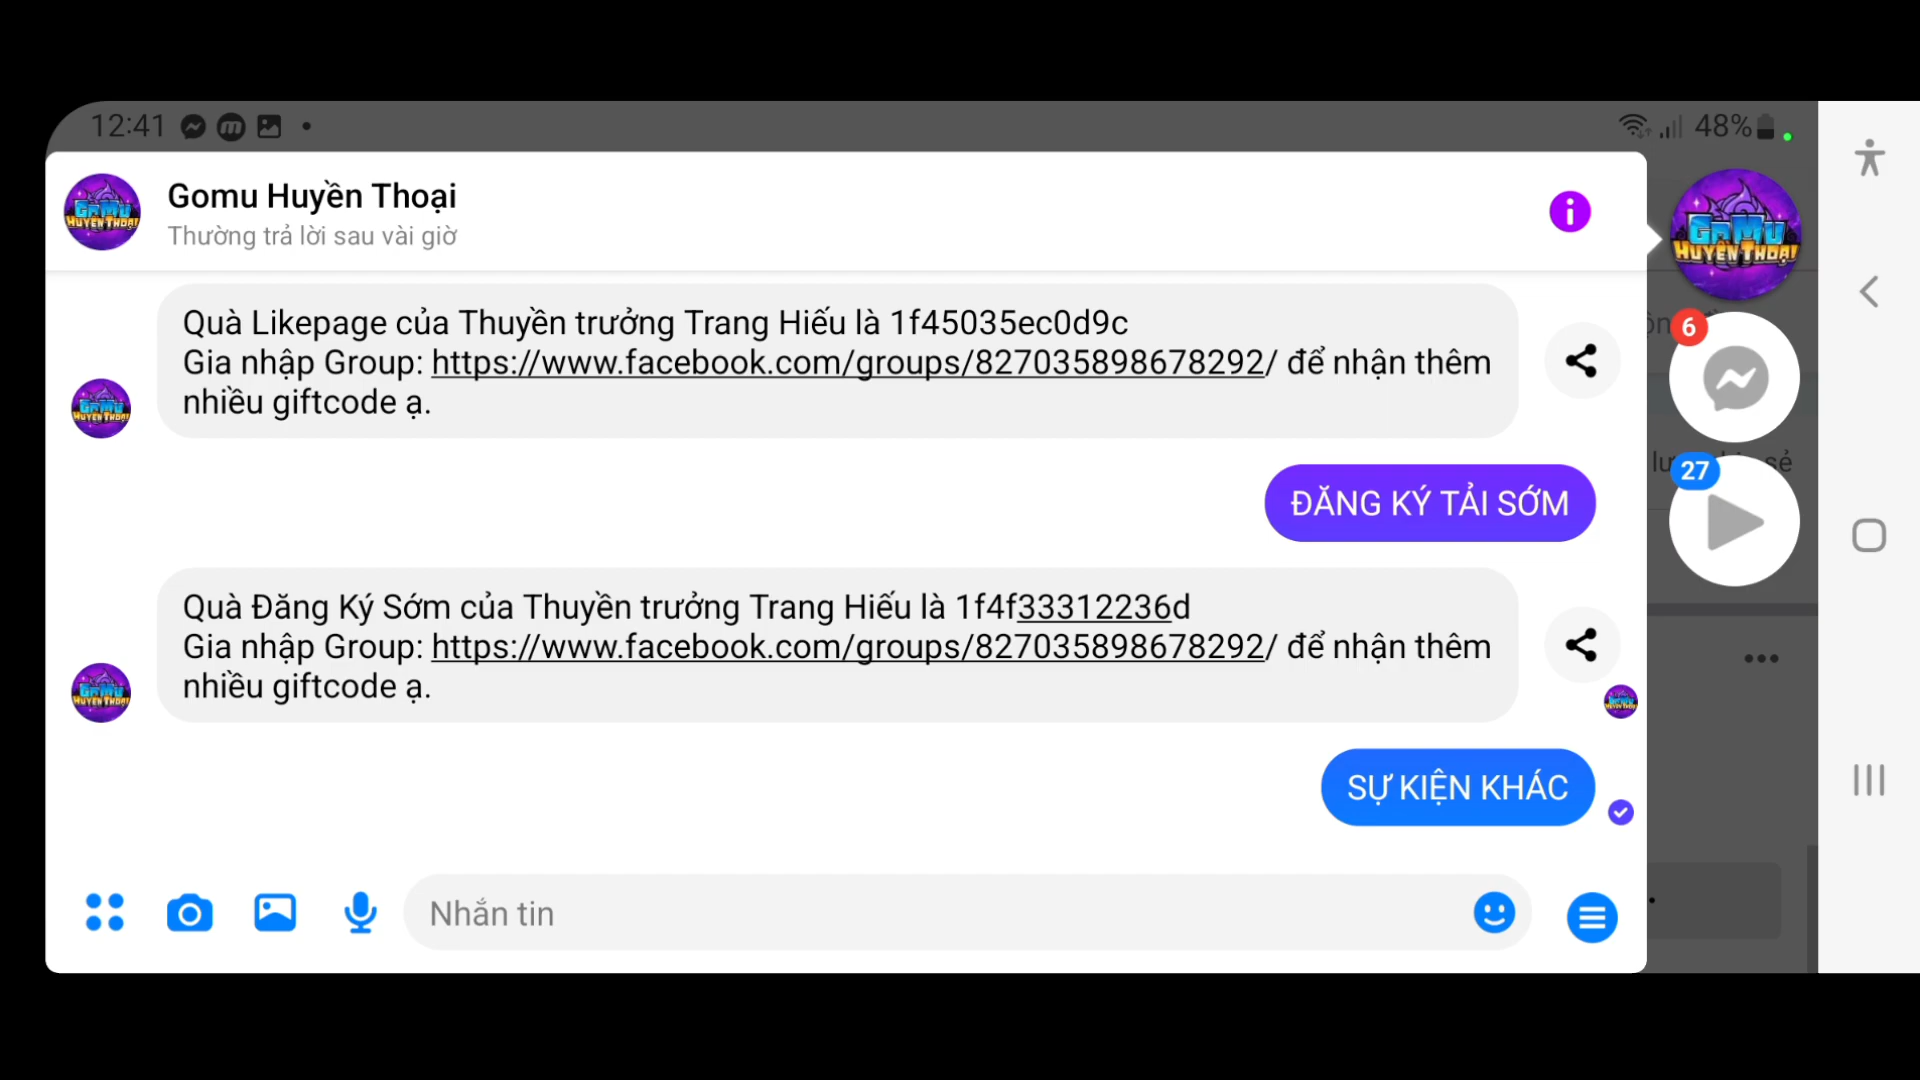 12:41
48%
Gomu Huyền Thoại
Thường trả lời sau vài giờ
GOMU
HUYỀN THOẠI
Quà Likepage của Thuyền trưởng Trang Hiếu là 1f45035ec0d9c
Gia nhập Group: https://www.facebook.com/groups/827035898678292/ để nhận thêm
nhiều giftcode ạ.
6
ĐĂNG KÝ TẢI SỚM
27
Quà Đăng Ký Sớm của Thuyền trưởng Trang Hiếu là 1f4f33312236d
Gia nhập Group: https://www.facebook.com/groups/827035898678292/ để nhận thêm
nhiều giftcode ạ.
SỰ KIỆN KHÁC
Nhắn tin